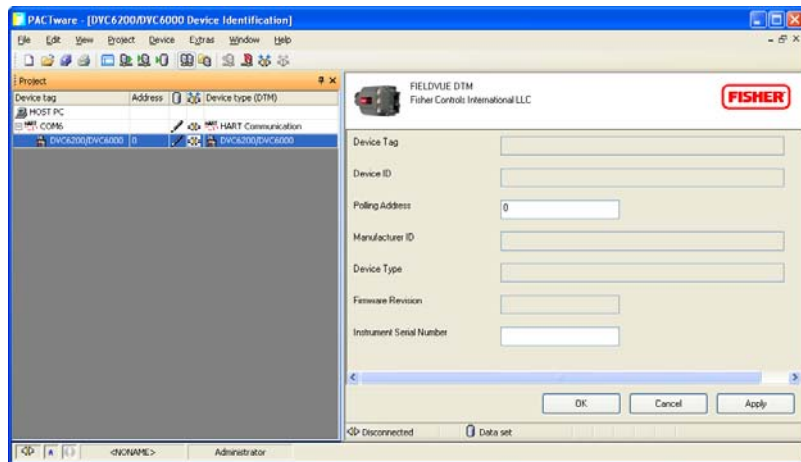 PACTware - [DVC6200/DVC6000 Device Identification]
File Edit View Project Device Extras Window Help
Project
Device tag Address Device type (DTM)
HOST PC
COM6 HART Communication
DVC6200/DVC6000 0 DVC6200/DVC6000
FIELDVUE DTM
Fisher Controls International LLC
FISHER
Device Tag
Device ID
Polling Address 0
Manufacturer ID
Device Type
Firmware Revision
Instrument Serial Number
OK Cancel Apply
Disconnected Data set
<NONAME> Administrator